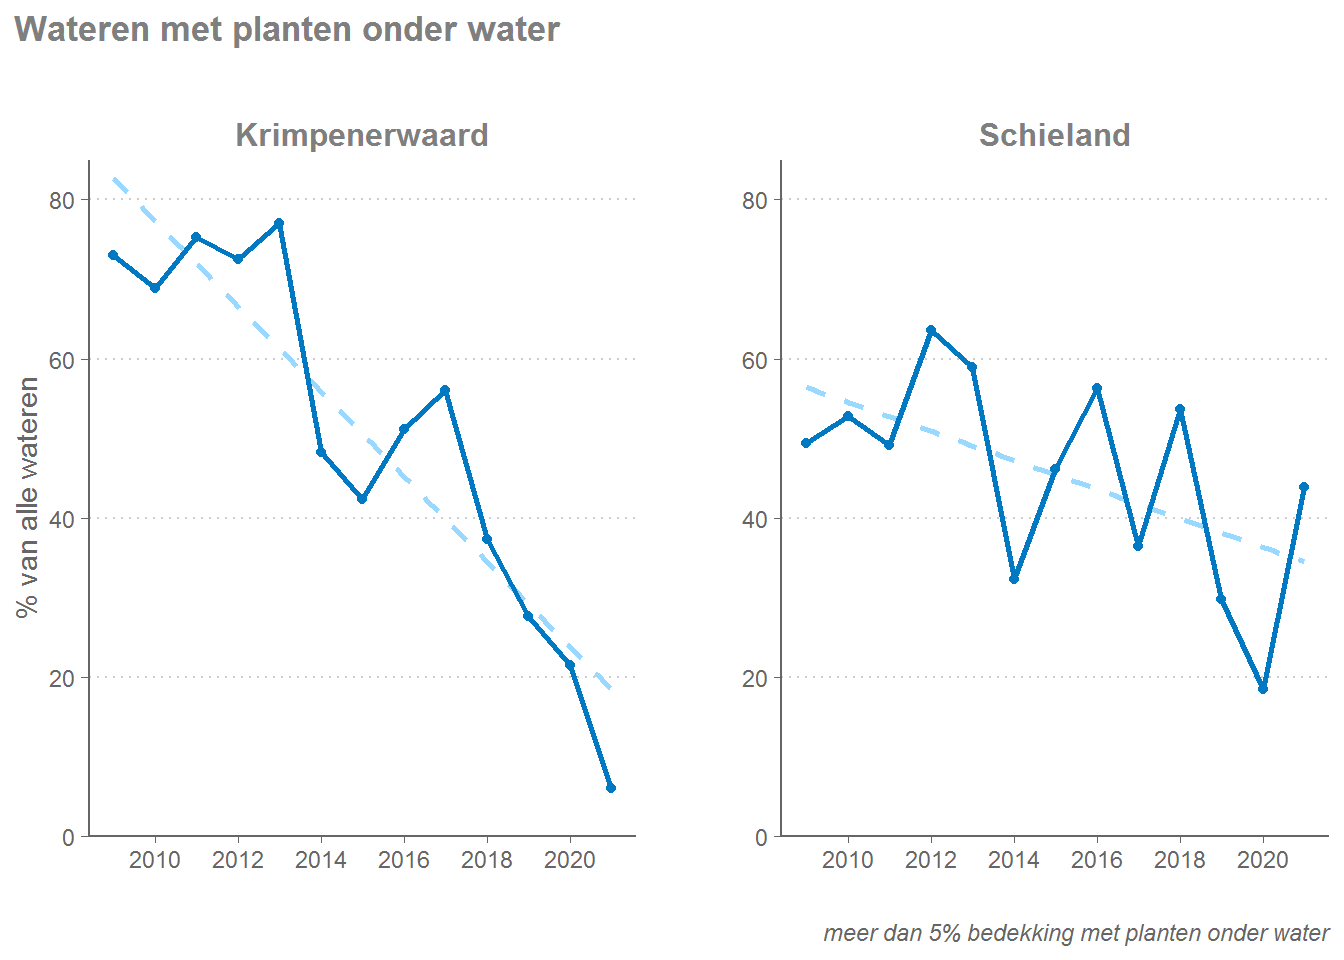 Wateren met planten onder water
Krimpenerwaard
Schieland
% van alle wateren
80
60
40
20
0
2010 2012 2014 2016 2018 2020
80
60
40
20
0
2010 2012 2014 2016 2018 2020
meer dan 5% bedekking met planten onder water